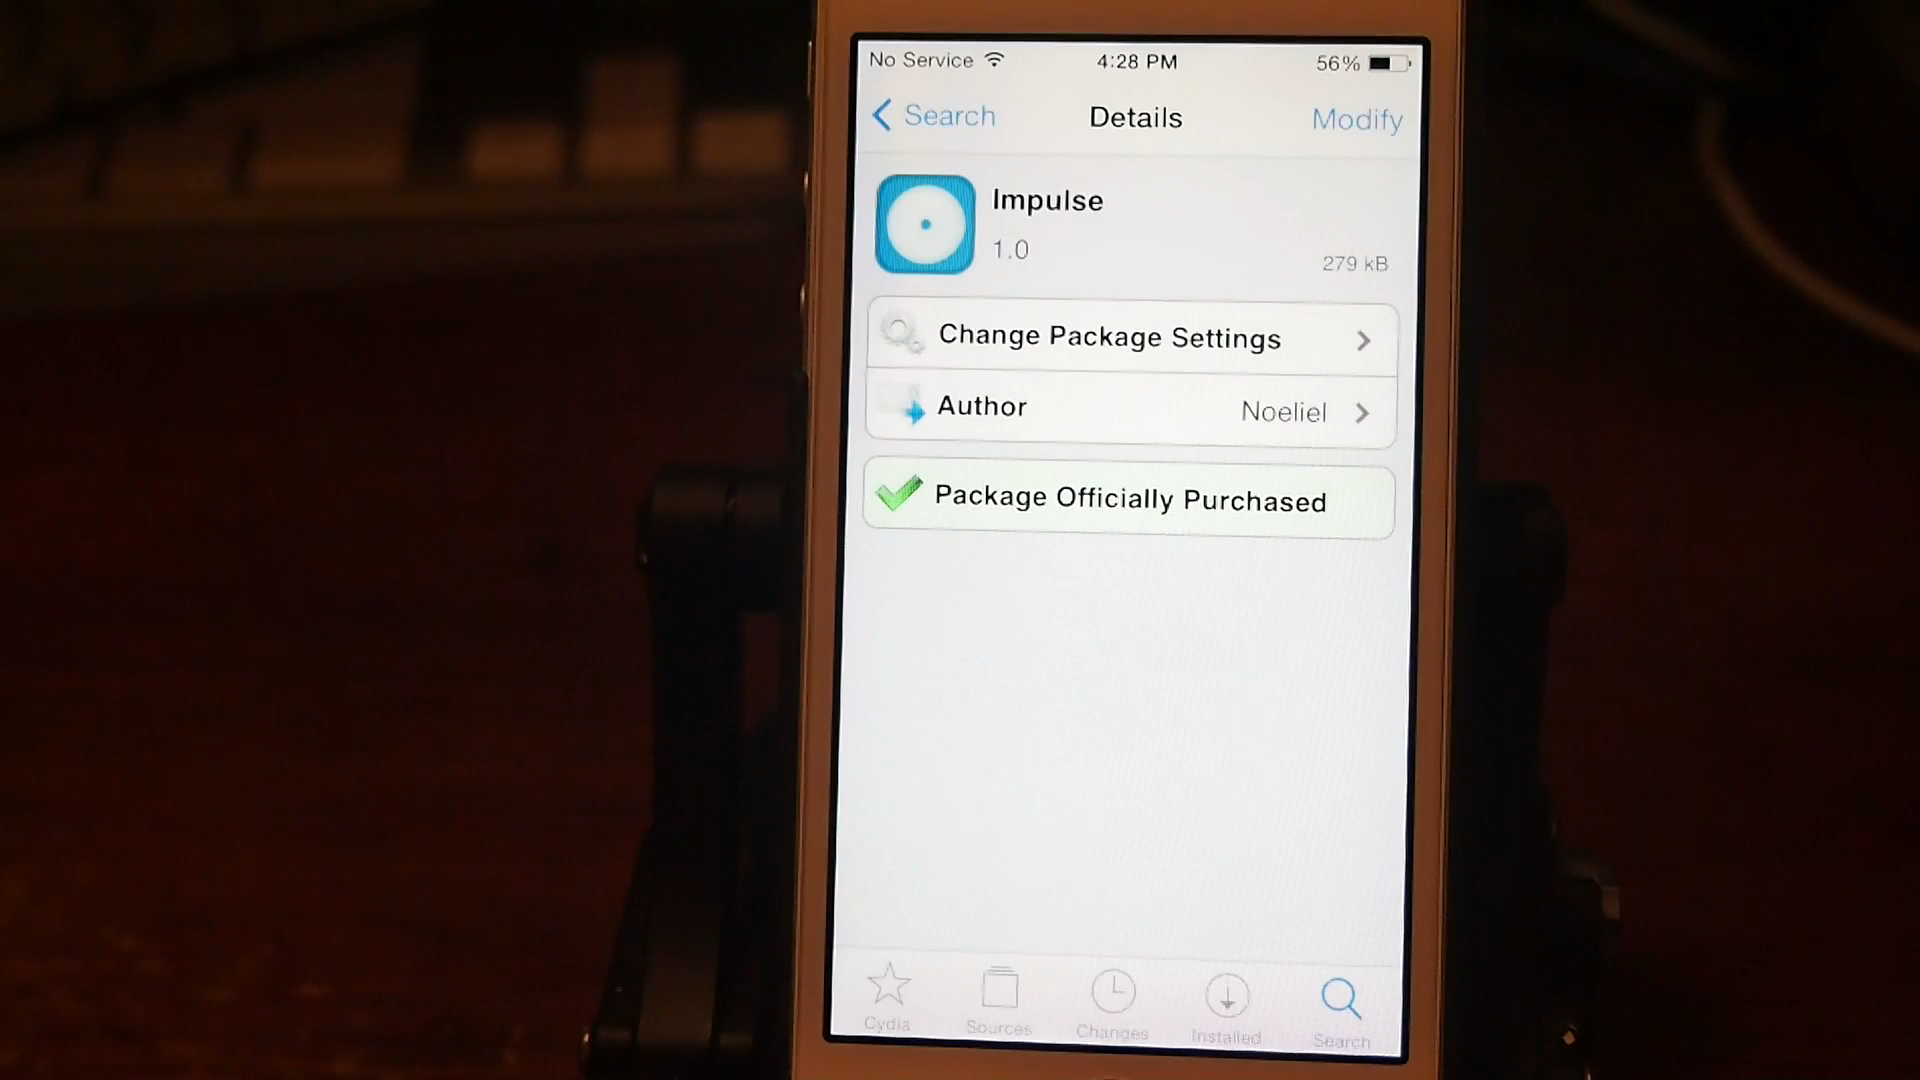 No Service 4:28 PM 56%
Search Details Modify
Impulse
1.0
279 kB
Change Package Settings
Author Noeliel
Package Officially Purchased
Cydia Sources Changes Installed Search